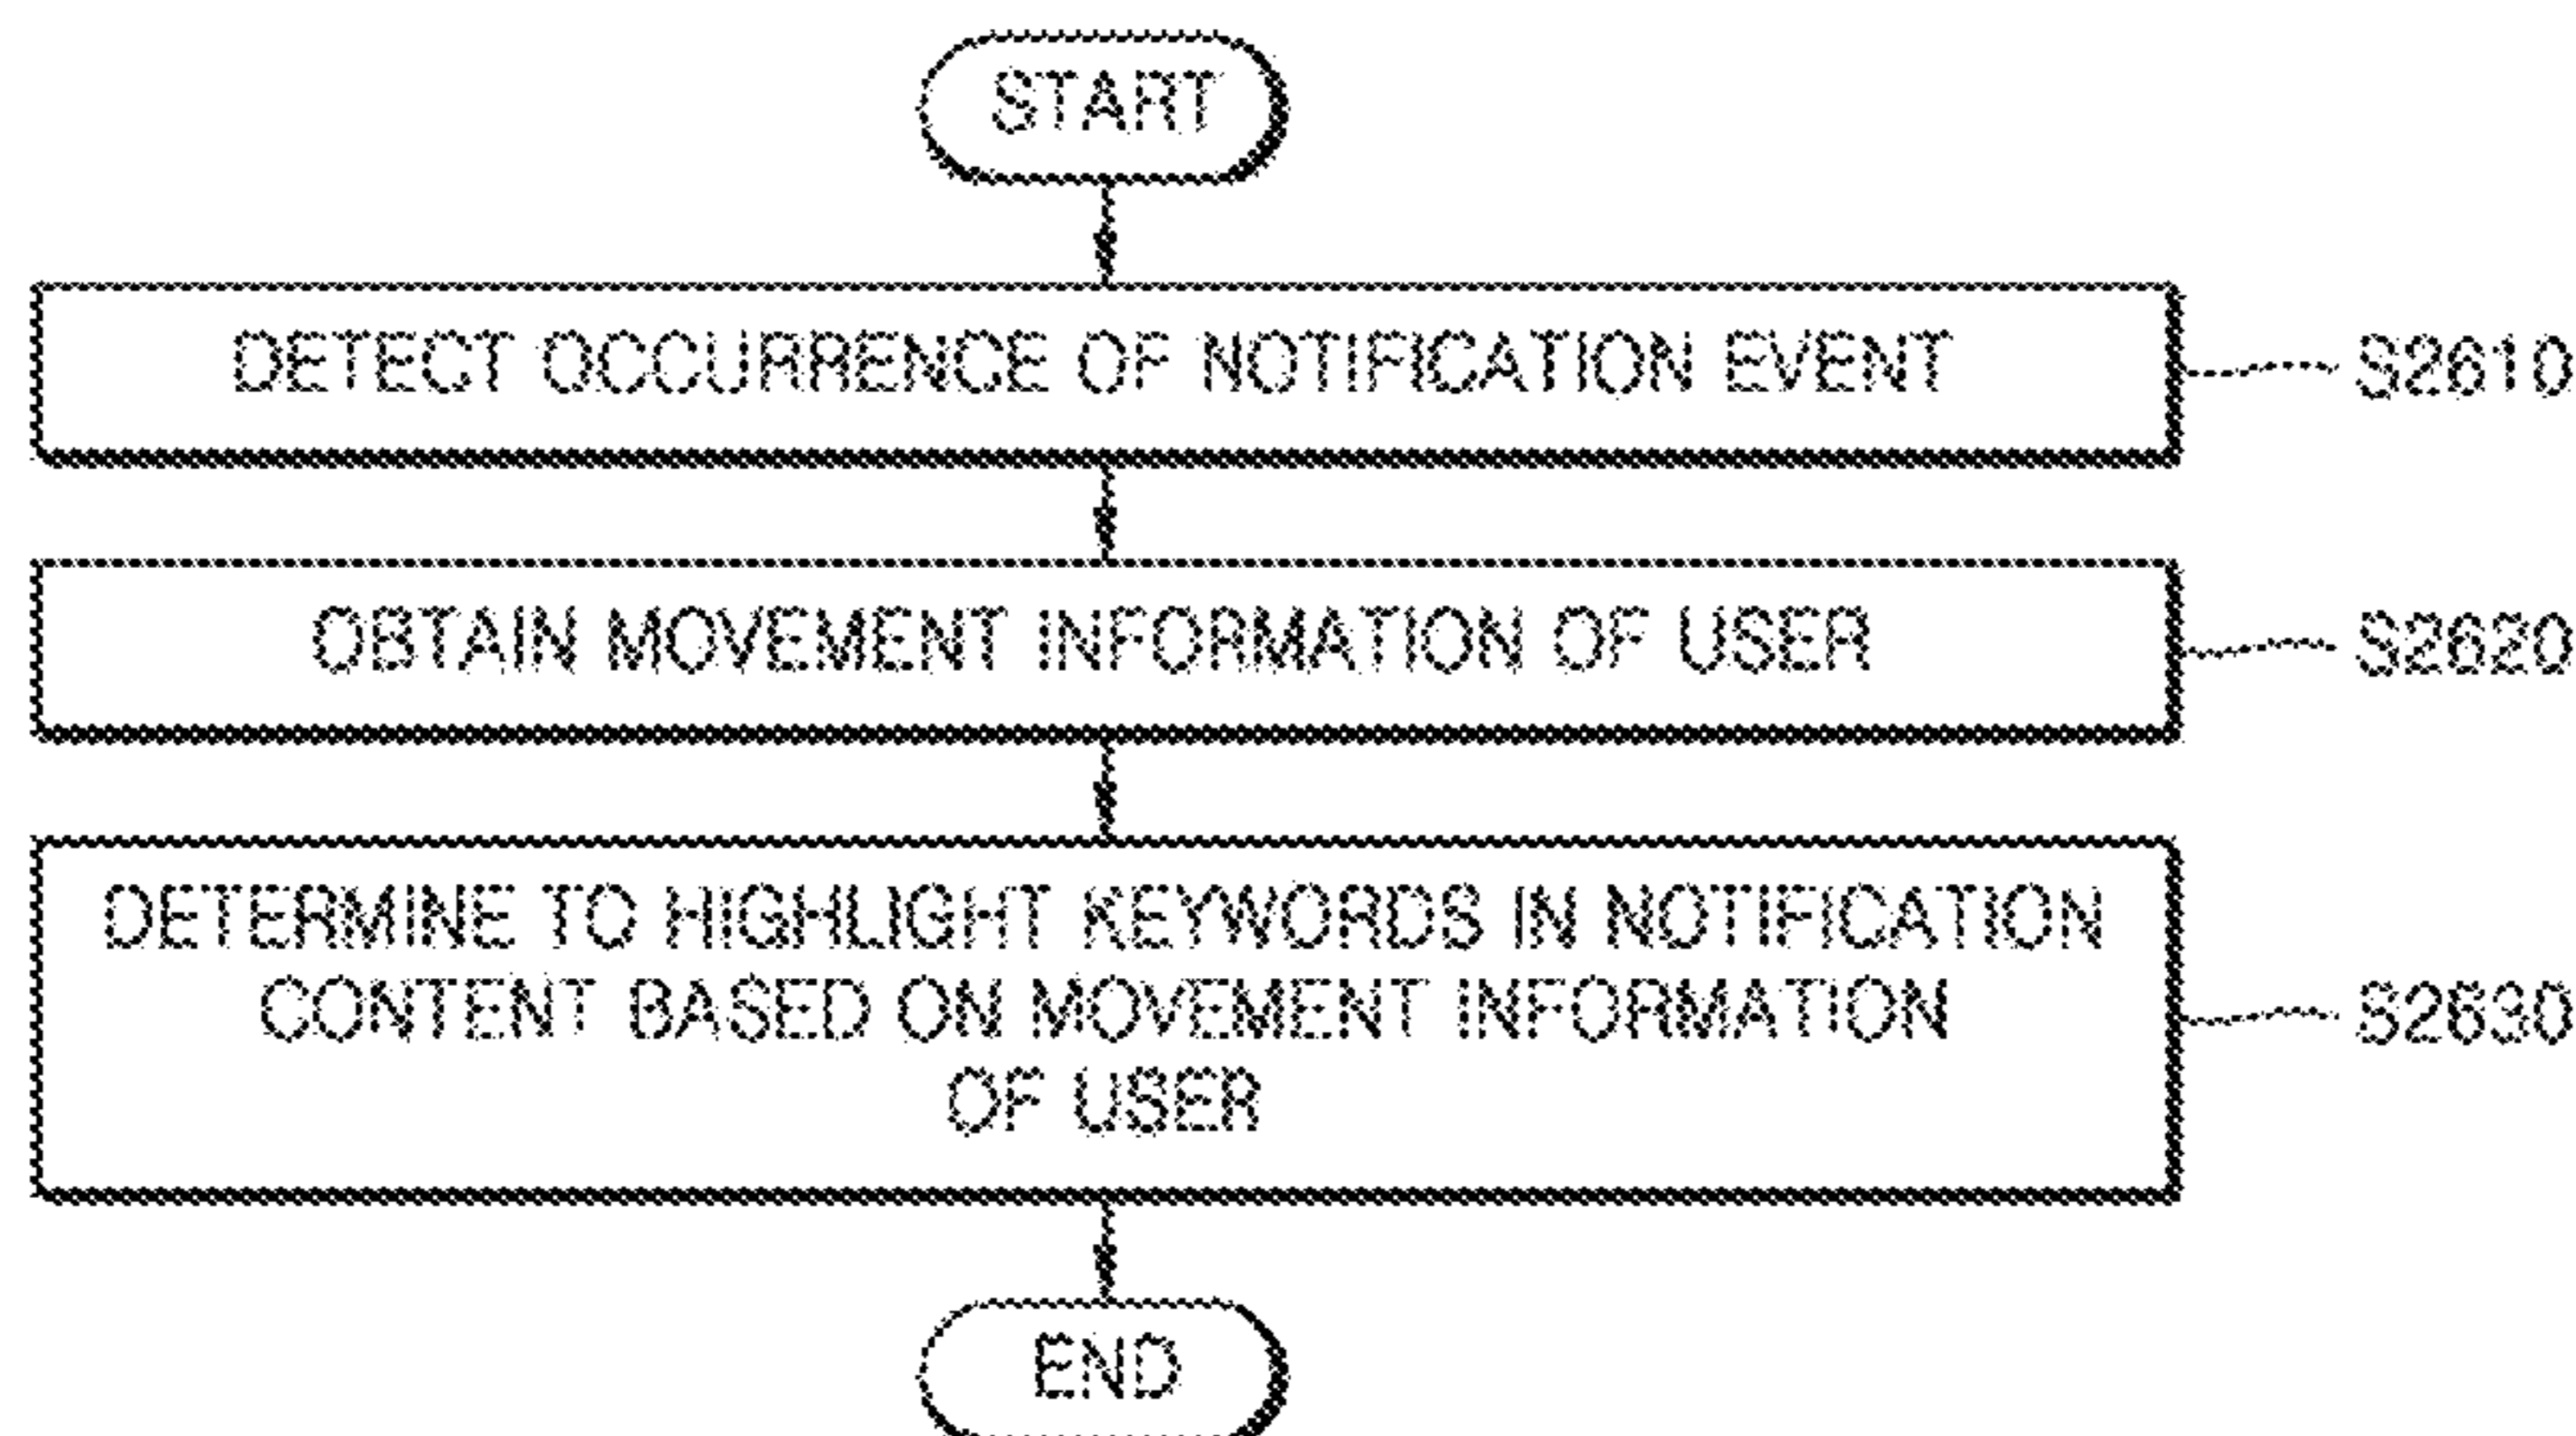 START
DETECT OCCURRENCE OF NOTIFICATION EVENT
S2610
OBTAIN MOVEMENT INFORMATION OF USER
S2620
DETERMINE TO HIGHLIGHT KEYWORDS IN NOTIFICATION
CONTENT BASED ON MOVEMENT INFORMATION
OF USER
S2630
END